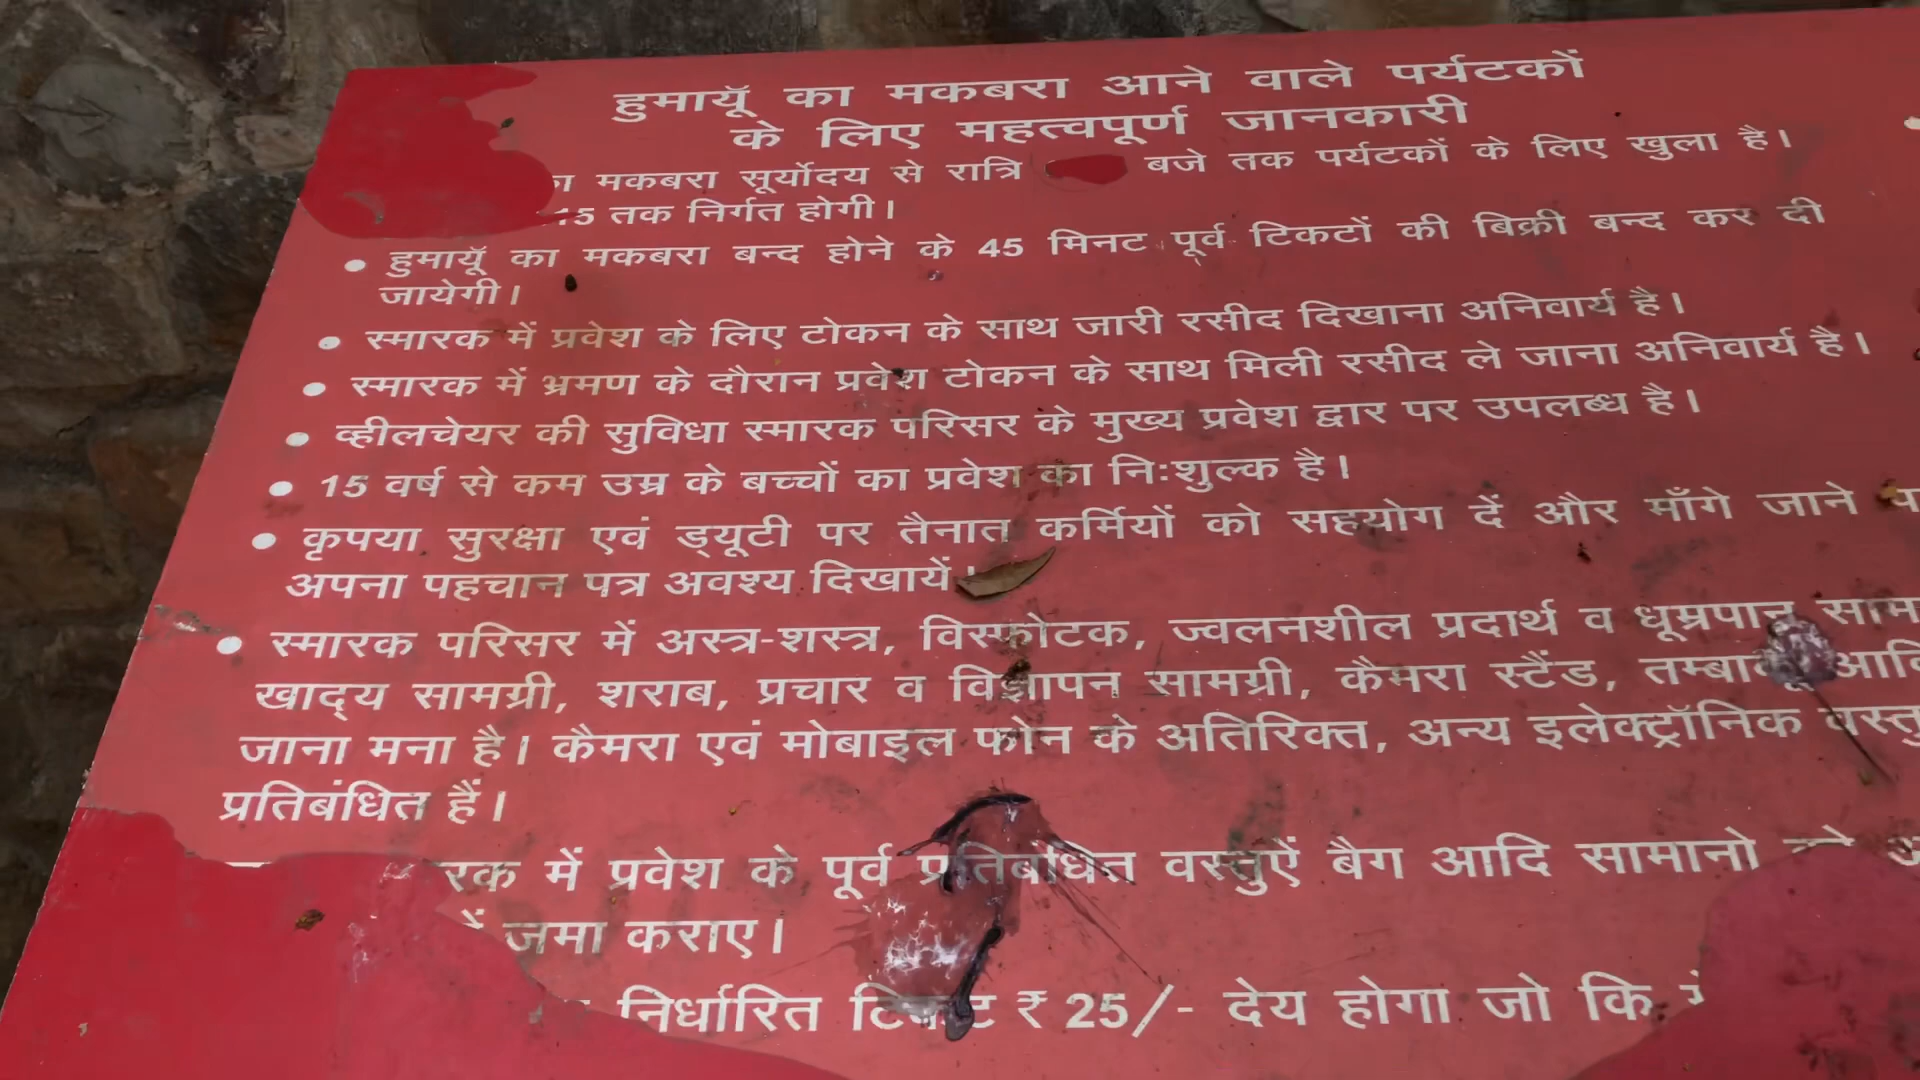 हुमायूँ का मकबरा आने वाले पर्यटकों
के लिए महत्वपूर्ण जानकारी
मकबरा सूर्योदय से रात्रि बजे तक पर्यटकों के लिए खुला है।
15 तक निर्गत होगी।
• हुमायूँ का मकबरा बन्द होने के 45 मिनट पूर्व टिकटों की बिक्री बन्द कर दी
जायेगी।
• स्मारक में प्रवेश के लिए टोकन के साथ जारी रसीद दिखाना अनिवार्य है।
• स्मारक में भ्रमण के दौरान प्रवेश टोकन के साथ मिली रसीद ले जाना अनिवार्य है।
• व्हीलचेयर की सुविधा स्मारक परिसर के मुख्य प्रवेश द्वार पर उपलब्ध है।
• 15 वर्ष से कम उम्र के बच्चों का प्रवेश का निःशुल्क है।
• कृपया सुरक्षा एवं ड्यूटी पर तैनात कर्मियों को सहयोग दें और माँगे जाने
अपना पहचान पत्र अवश्य दिखायें।
• स्मारक परिसर में अस्त्र-शस्त्र, विस्फोटक, ज्वलनशील प्रदार्थ व धूम्रपान
खाद्य सामग्री, शराब, प्रचार व विज्ञापन सामग्री, कैमरा स्टैंड,
जाना मना है। कैमरा एवं मोबाइल फोन के अतिरिक्त, अन्य इलेक्ट्रॉनिक
प्रतिबंधित हैं।
में प्रवेश के पूर्व प्रतिबंधित वस्तुऐं बैग आदि सामानो
जमा कराए।
निर्धारित टिकट ₹ 25/- देय होगा जो कि